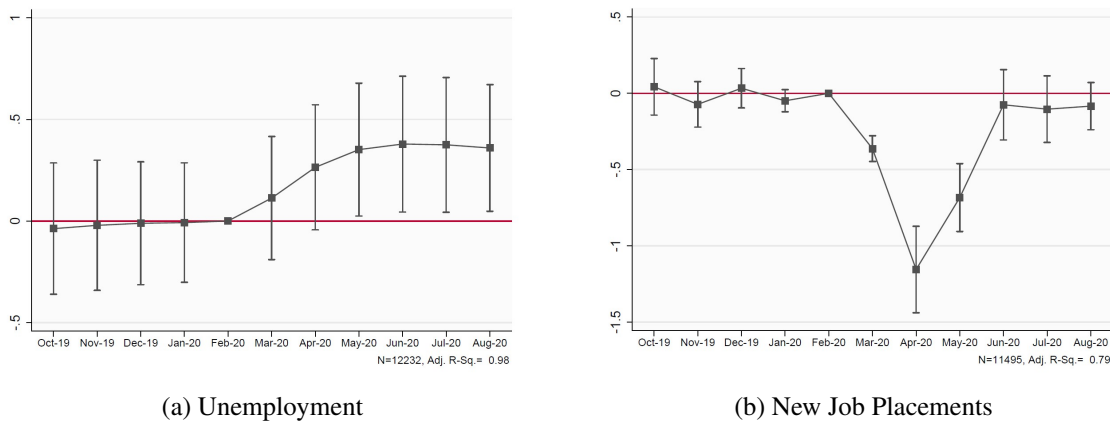 1
.5
0
-.5
Oct-19 Nov-19 Dec-19 Jan-20 Feb-20 Mar-20 Apr-20 May-20 Jun-20 Jul-20 Aug-20
N=12232, Adj. R-Sq.= 0.98
(a) Unemployment
.5
0
-.5
-1
-1.5
Oct-19 Nov-19 Dec-19 Jan-20 Feb-20 Mar-20 Apr-20 May-20 Jun-20 Jul-20 Aug-20
N=11495, Adj. R-Sq.= 0.79
(b) New Job Placements